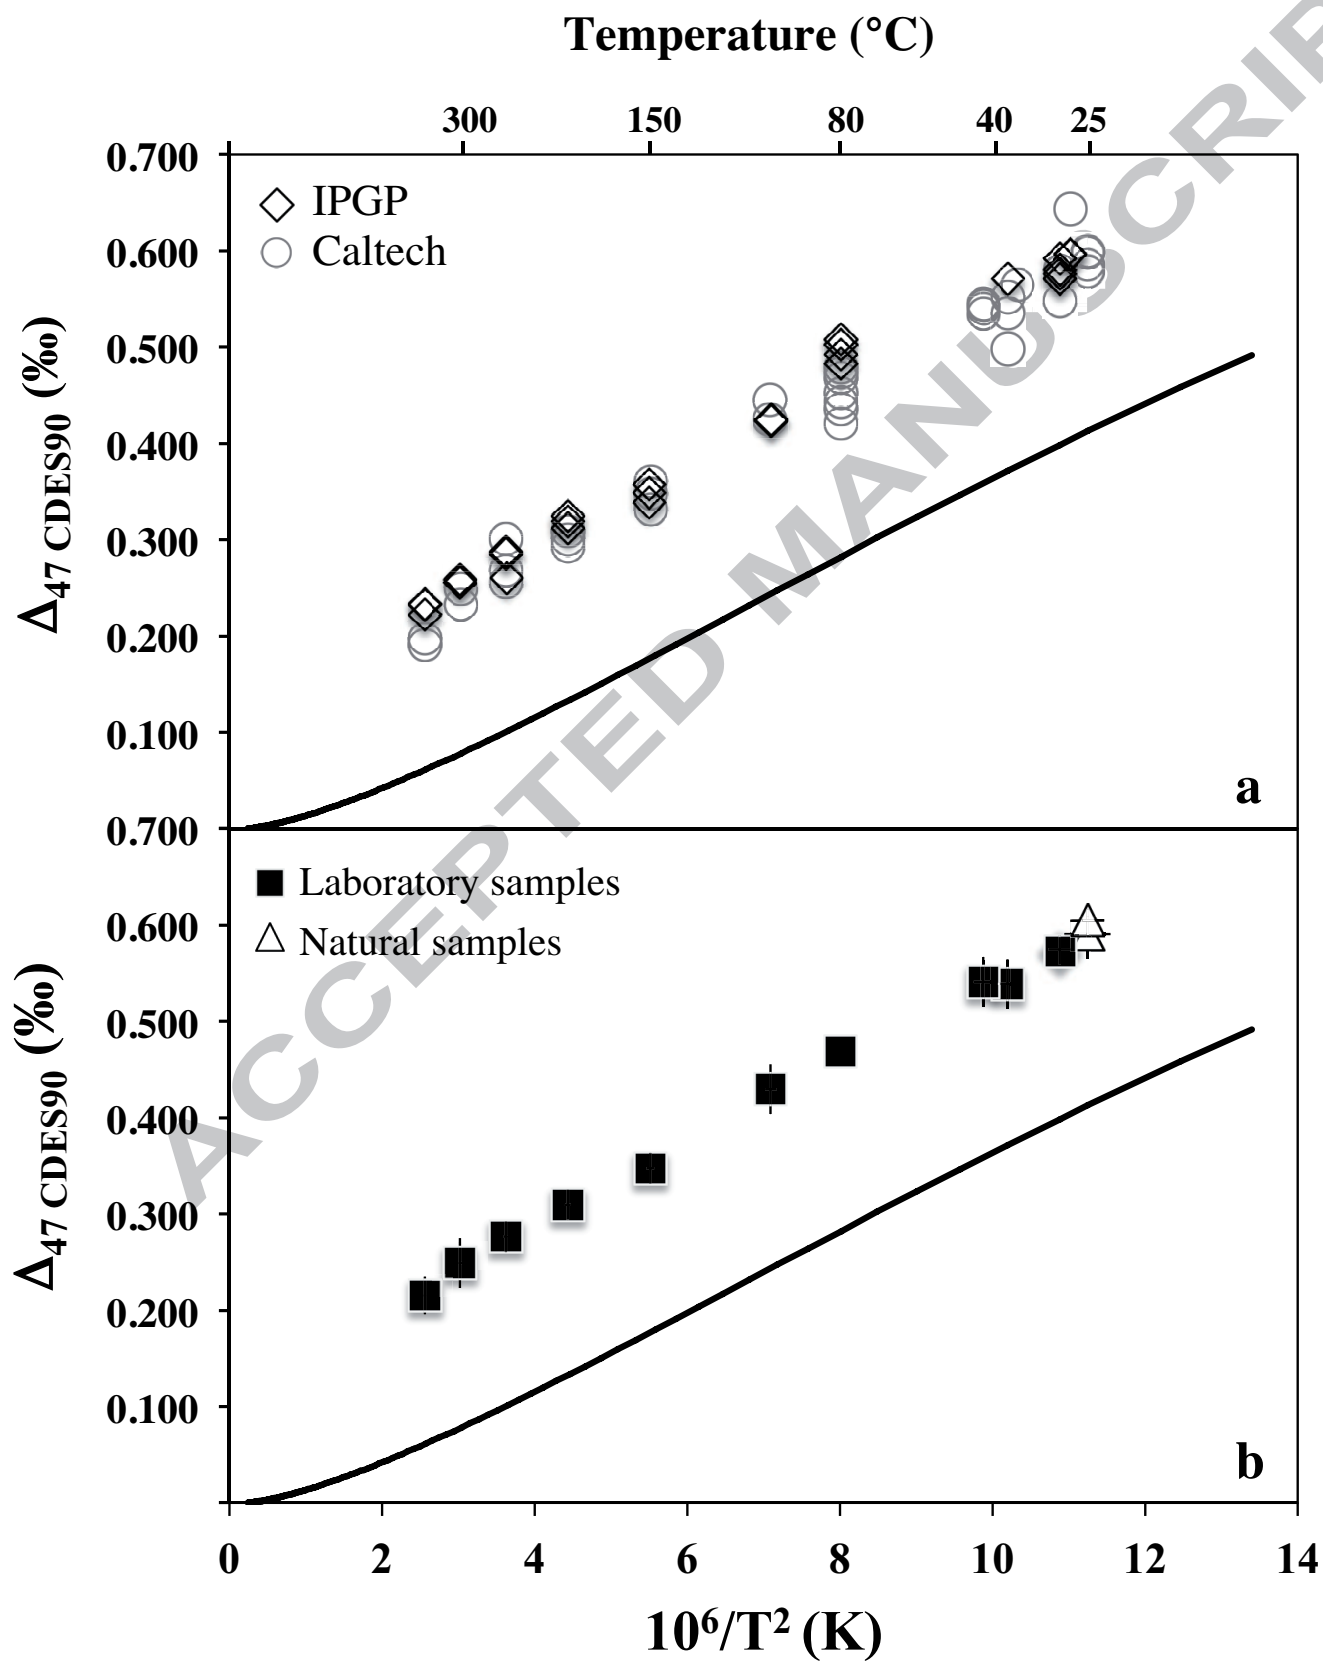 Temperature (°C)
300 150 80 40 25
0.700
0.600
0.500
0.400
0.300
0.200
0.100
Δ47 CDES90 (‰)
IPGP
Caltech
a
0.700
0.600
0.500
0.400
0.300
0.200
0.100
Δ47 CDES90 (‰)
Laboratory samples
Natural samples
b
0 2 4 6 8 10 12 14
10⁶/T² (K)
ACCEPTED MANUSCRIP